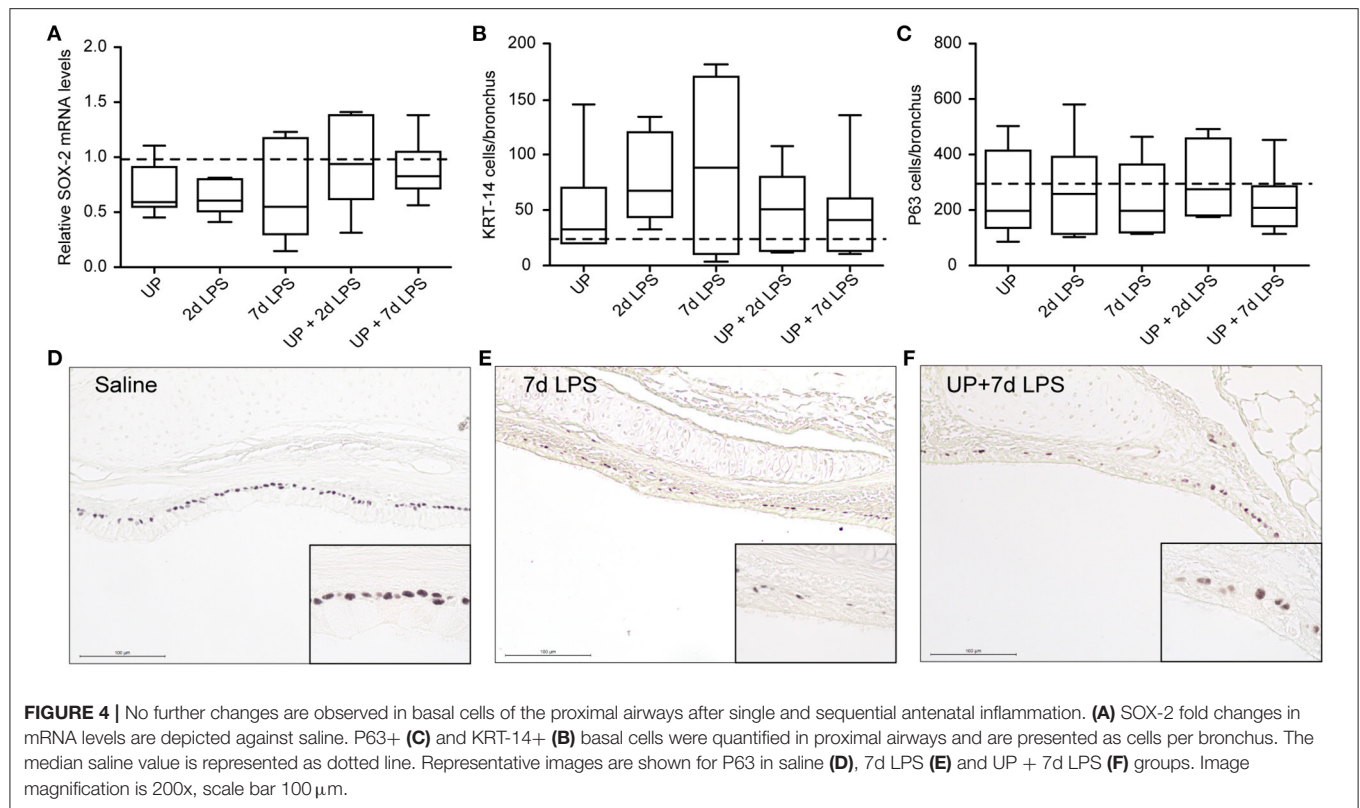 A
B
C
Relative SOX-2 mRNA levels
2.0
1.5
1.0
0.5
0.0
UP
2d LPS
7d LPS
UP + 2d LPS
UP + 7d LPS
KRT-14 cells/bronchus
200
150
100
50
0
UP
2d LPS
7d LPS
UP + 2d LPS
UP + 7d LPS
P63 cells/bronchus
800
600
400
200
0
UP
2d LPS
7d LPS
UP + 2d LPS
UP + 7d LPS
D
Saline
100 µm
E
7d LPS
100 µm
F
UP+7d LPS
100 µm
FIGURE 4 | No further changes are observed in basal cells of the proximal airways after single and sequential antenatal inflammation. (A) SOX-2 fold changes in
mRNA levels are depicted against saline. P63+ (C) and KRT-14+ (B) basal cells were quantified in proximal airways and are presented as cells per bronchus. The
median saline value is represented as dotted line. Representative images are shown for P63 in saline (D), 7d LPS (E) and UP + 7d LPS (F) groups. Image
magnification is 200x, scale bar 100 µm.